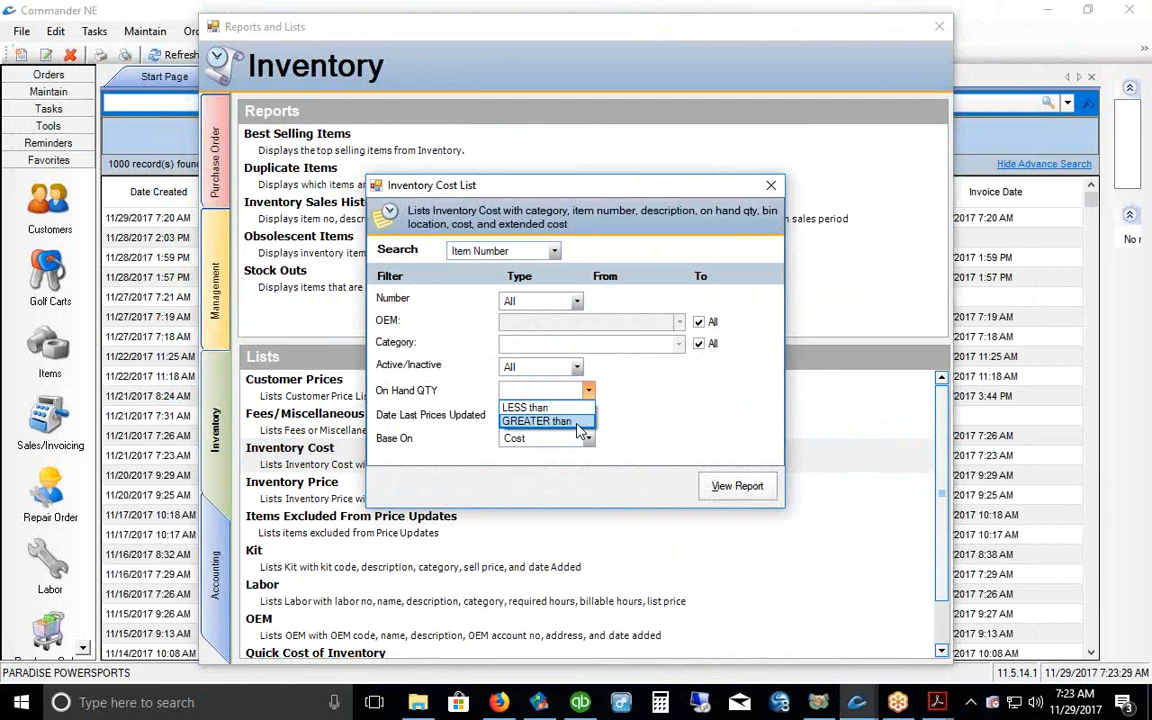 Commander NE
File Edit Tasks Maintain
Refresh
Orders
Maintain
Tasks
Tools
Reminders
Favorites
Customers
Golf Carts
Items
Sales/Invoicing
Repair Order
Labor
Start Page
1000 record(s)
Hide Advance Search
Date Created
Invoice Date
11/29/2017 7:20 AM
11/28/2017 2:03 PM
11/28/2017 1:59 PM
11/28/2017 1:57 PM
11/27/2017 7:21 AM
11/27/2017 7:19 AM
11/27/2017 7:18 AM
11/22/2017 11:25 AM
11/22/2017 11:18 AM
11/21/2017 8:24 AM
11/21/2017 7:30 AM
11/21/2017 7:29 AM
11/21/2017 7:23 AM
11/20/2017 9:29 AM
11/20/2017 9:25 AM
11/17/2017 10:18 AM
11/17/2017 10:17 AM
11/16/2017 8:32 AM
11/16/2017 7:29 AM
11/16/2017 7:26 AM
11/15/2017 9:26 AM
11/15/2017 9:13 AM
11/14/2017 10:08 AM
2017 7:20 AM
2017 1:59 PM
2017 1:57 PM
2017 7:19 AM
2017 7:18 AM
2017 11:25 AM
2017 11:18 AM
2017 3:44 PM
2017 7:30 AM
2017 7:29 AM
2017 7:23 AM
2017 9:29 AM
2017 9:25 AM
2017 10:18 AM
2017 8:38 AM
2017 7:29 AM
2017 7:26 AM
2017 9:27 AM
2017 9:13 AM
2017 10:08 AM
Reports and Lists
Inventory
Purchase Order
Management
Inventory
Accounting
Reports
Best Selling Items
Displays the top selling items from Inventory.
Duplicate Items
Displays which items
Inventory Sales Hist
Displays item no, descr
sales period
Obsolescent Items
Displays inventory item
Stock Outs
Displays items that are
Lists
Customer Prices
Lists Customer Price Lis
Fees/Miscellaneous
Lists Fees or Miscellane
Inventory Cost
Lists Inventory Cost wi
Inventory Price
Lists Inventory Price wi
Items Excluded From Price Updates
Lists items excluded from Price Updates
Kit
Lists Kit with kit code, description, category, sell price, and date Added
Labor
Lists Labor with labor no, name, description, category, required hours, billable hours, list price
OEM
Lists OEM with OEM code, name, description, OEM account no, address, and date added
Quick Cost of Inventory
Inventory Cost List
Lists Inventory Cost with category, item number, description, on hand qty, bin
location, cost, and extended cost
Search Item Number
Filter Type From To
Number All
OEM: All
Category: All
Active/Inactive All
On Hand QTY
LESS than
GREATER than
Date Last Prices Updated
Base On Cost
View Report
PARADISE POWERSPORTS
11.5.14.1 11/29/2017 7:23:29 AM
Type here to search
7:23 AM
11/29/2017
3